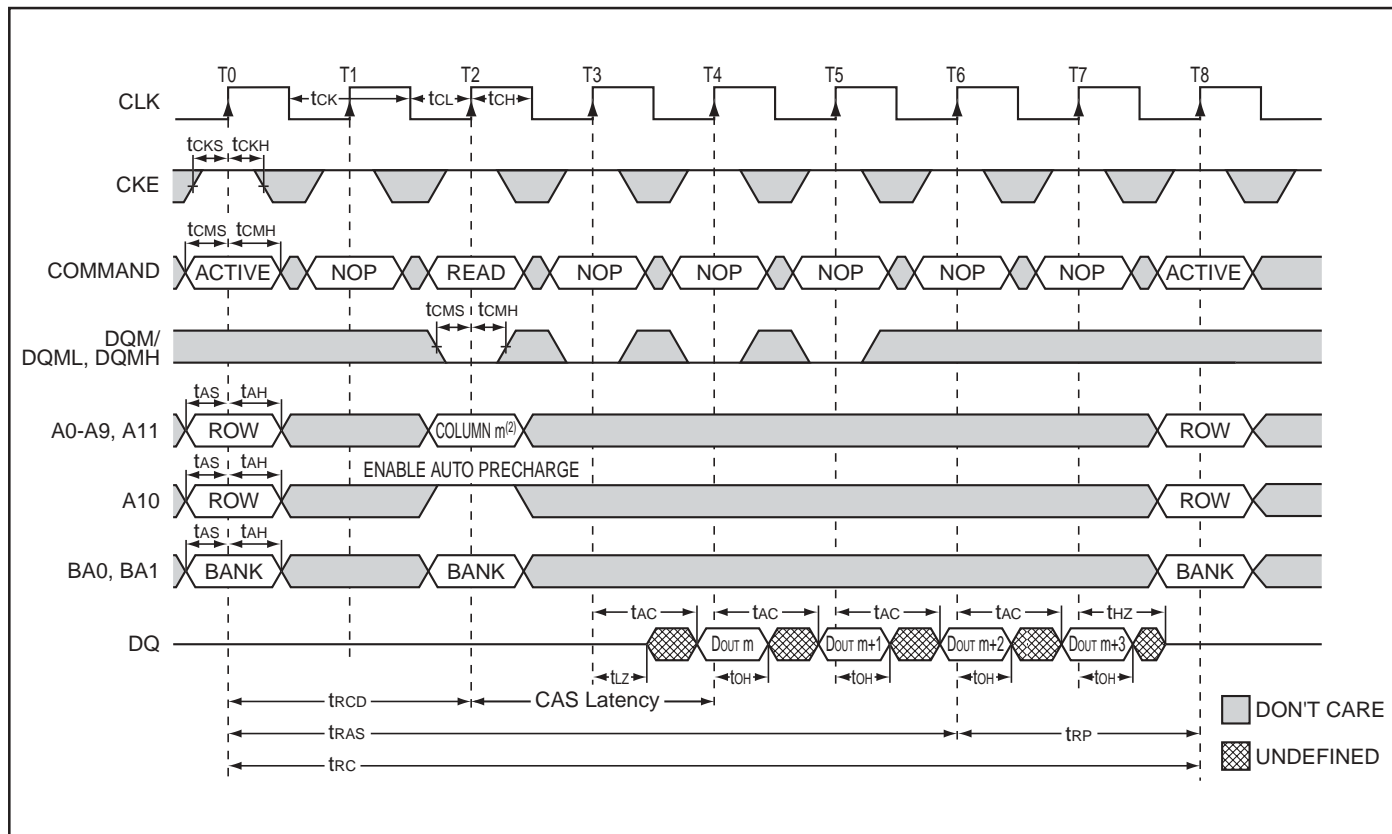 T0 T1 T2 T3 T4 T5 T6 T7 T8
CLK
tCK tCL tCH
tCKS tCKH
CKE
tCMS tCMH
COMMAND
ACTIVE NOP READ NOP NOP NOP NOP NOP ACTIVE
tCMS tCMH
DQM/
DQML, DQMH
tAS tAH
A0-A9, A11
ROW COLUMN m(2) ROW
tAS tAH
ENABLE AUTO PRECHARGE
A10
ROW ROW
tAS tAH
BA0, BA1
BANK BANK BANK
tAC tAC tAC tAC tHZ
DQ
DOUT m DOUT m+1 DOUT m+2 DOUT m+3
tLZ tOH tOH tOH tOH
tRCD CAS Latency
tRAS tRP
tRC
DON'T CARE
UNDEFINED